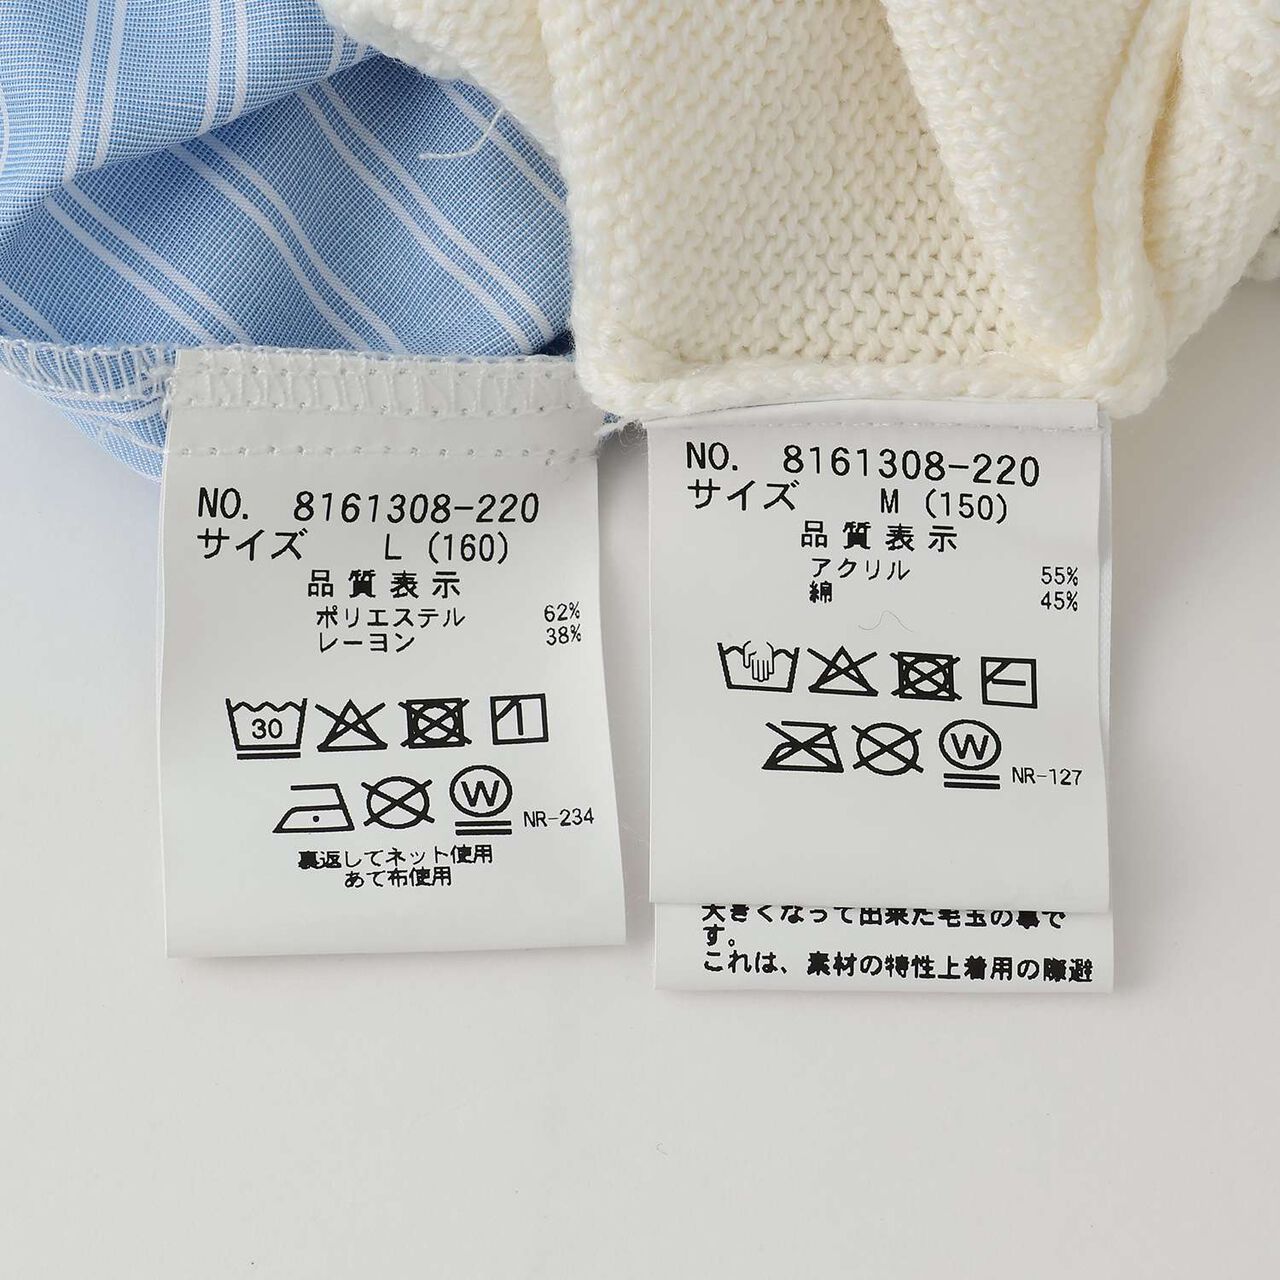 NO. 8161308-220
サイズ L (160)
品質表示
ポリエステル 62%
レーヨン 38%
30
W
NR-234
裏返してネット使用
あて布使用
NO. 8161308-220
サイズ M (150)
品質表示
アクリル 55%
綿 45%
W
NR-127
大きくなって出来た毛玉の事で
す。
これは、素材の特性上着用の際避